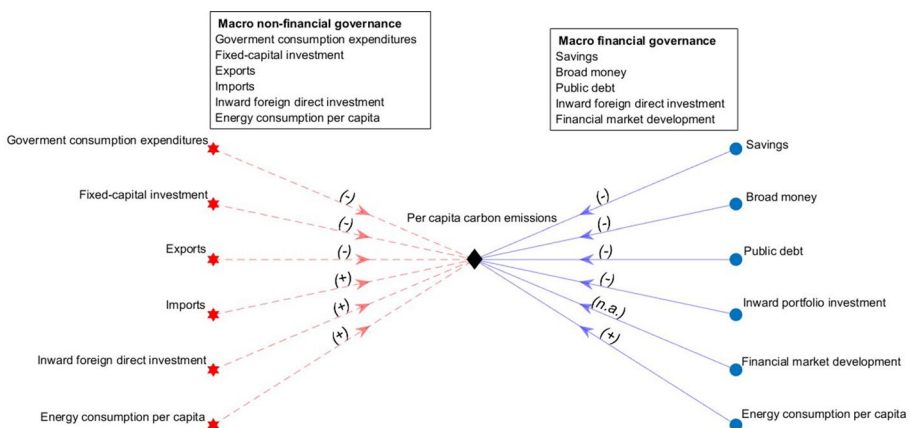 Macro non-financial governance
Goverment consumption expenditures
Fixed-capital investment
Exports
Imports
Inward foreign direct investment
Energy consumption per capita
Macro financial governance
Savings
Broad money
Public debt
Inward foreign direct investment
Financial market development
Goverment consumption expenditures
Fixed-capital investment
Exports
Imports
Inward foreign direct investment
Energy consumption per capita
(-)
(-)
(-)
(+)
(+)
(+)
Per capita carbon emissions
(-)
(-)
(-)
(-)
(n.a.)
(+)
Savings
Broad money
Public debt
Inward portfolio investment
Financial market development
Energy consumption per capita